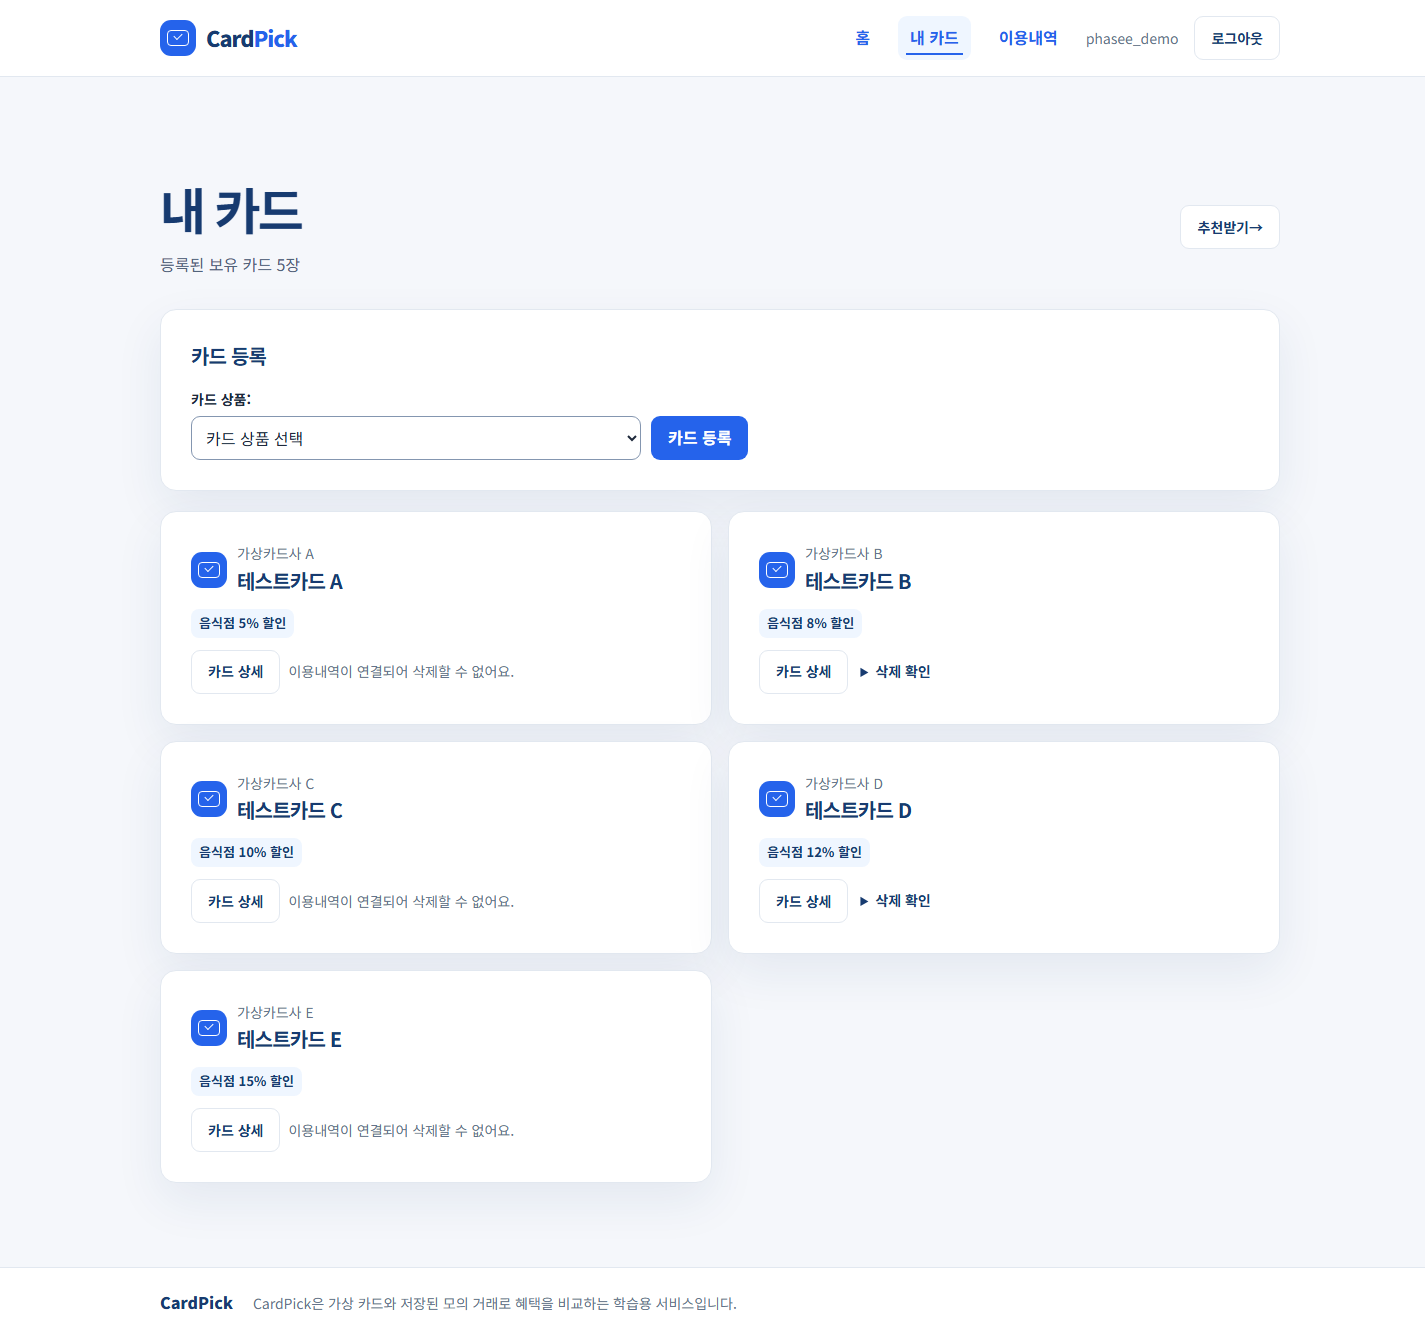 CardPick
홈
내 카드
이용내역
phasee_demo
로그아웃
내 카드
등록된 보유 카드 5장
추천받기→
카드 등록
카드 상품:
카드 상품 선택
카드 등록
가상카드사 A
테스트카드 A
음식점 5% 할인
카드 상세
이용내역이 연결되어 삭제할 수 없어요.
가상카드사 B
테스트카드 B
음식점 8% 할인
카드 상세
▶ 삭제 확인
가상카드사 C
테스트카드 C
음식점 10% 할인
카드 상세
이용내역이 연결되어 삭제할 수 없어요.
가상카드사 D
테스트카드 D
음식점 12% 할인
카드 상세
▶ 삭제 확인
가상카드사 E
테스트카드 E
음식점 15% 할인
카드 상세
이용내역이 연결되어 삭제할 수 없어요.
CardPick
CardPick은 가상 카드와 저장된 모의 거래로 혜택을 비교하는 학습용 서비스입니다.